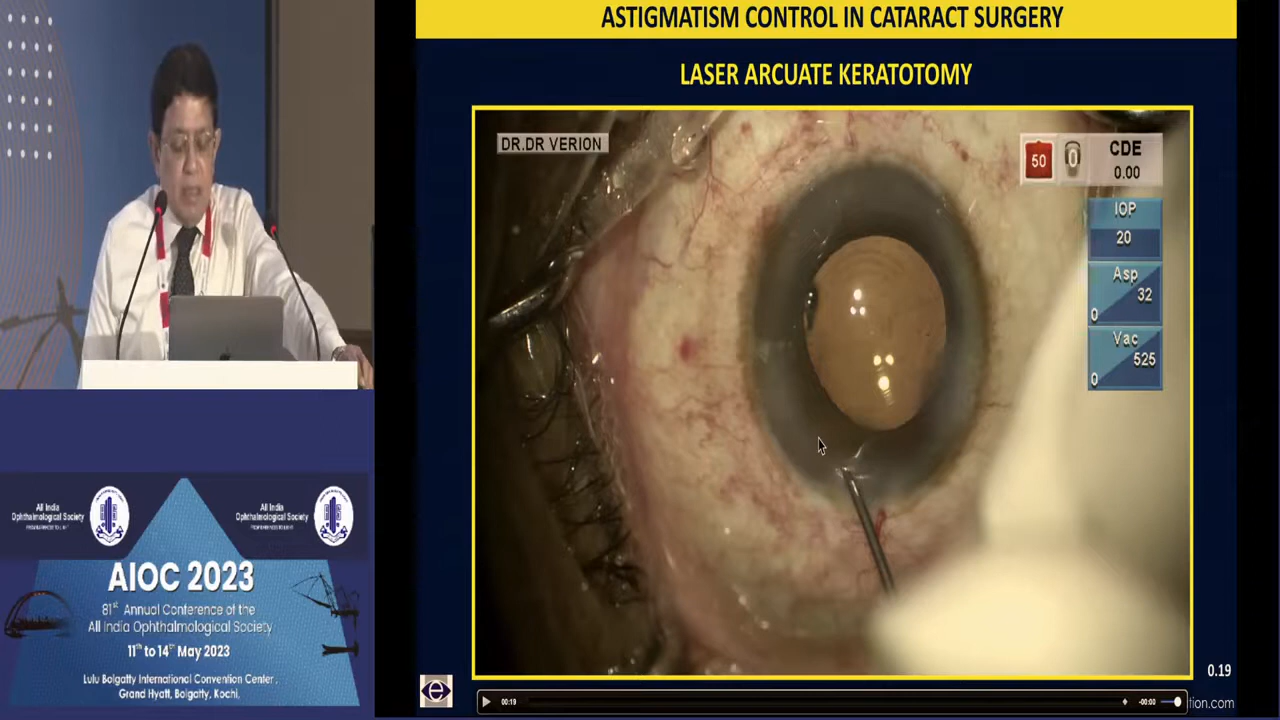 ASTIGMATISM CONTROL IN CATARACT SURGERY
LASER ARCUATE KERATOTOMY
DR.DR VERION
50
0
CDE
0.00
IOP
20
Asp
32
0
Vac
525
0
0.19
00:19
-00:00
tion.com
All India
Ophthalmological Society
All India
Ophthalmological Society
AIOC 2023
81st Annual Conference of the
All India Ophthalmological Society
11th to 14th May 2023
Lulu Bolgatty International Convention Center,
Grand Hyatt, Bolgatty, Kochi.